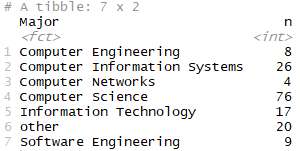 # A tibble: 7 x 2
Major n
<fct> <int>
1 Computer Engineering 8
2 Computer Information Systems 26
3 Computer Networks 4
4 Computer Science 76
5 Information Technology 17
6 other 20
7 Software Engineering 9